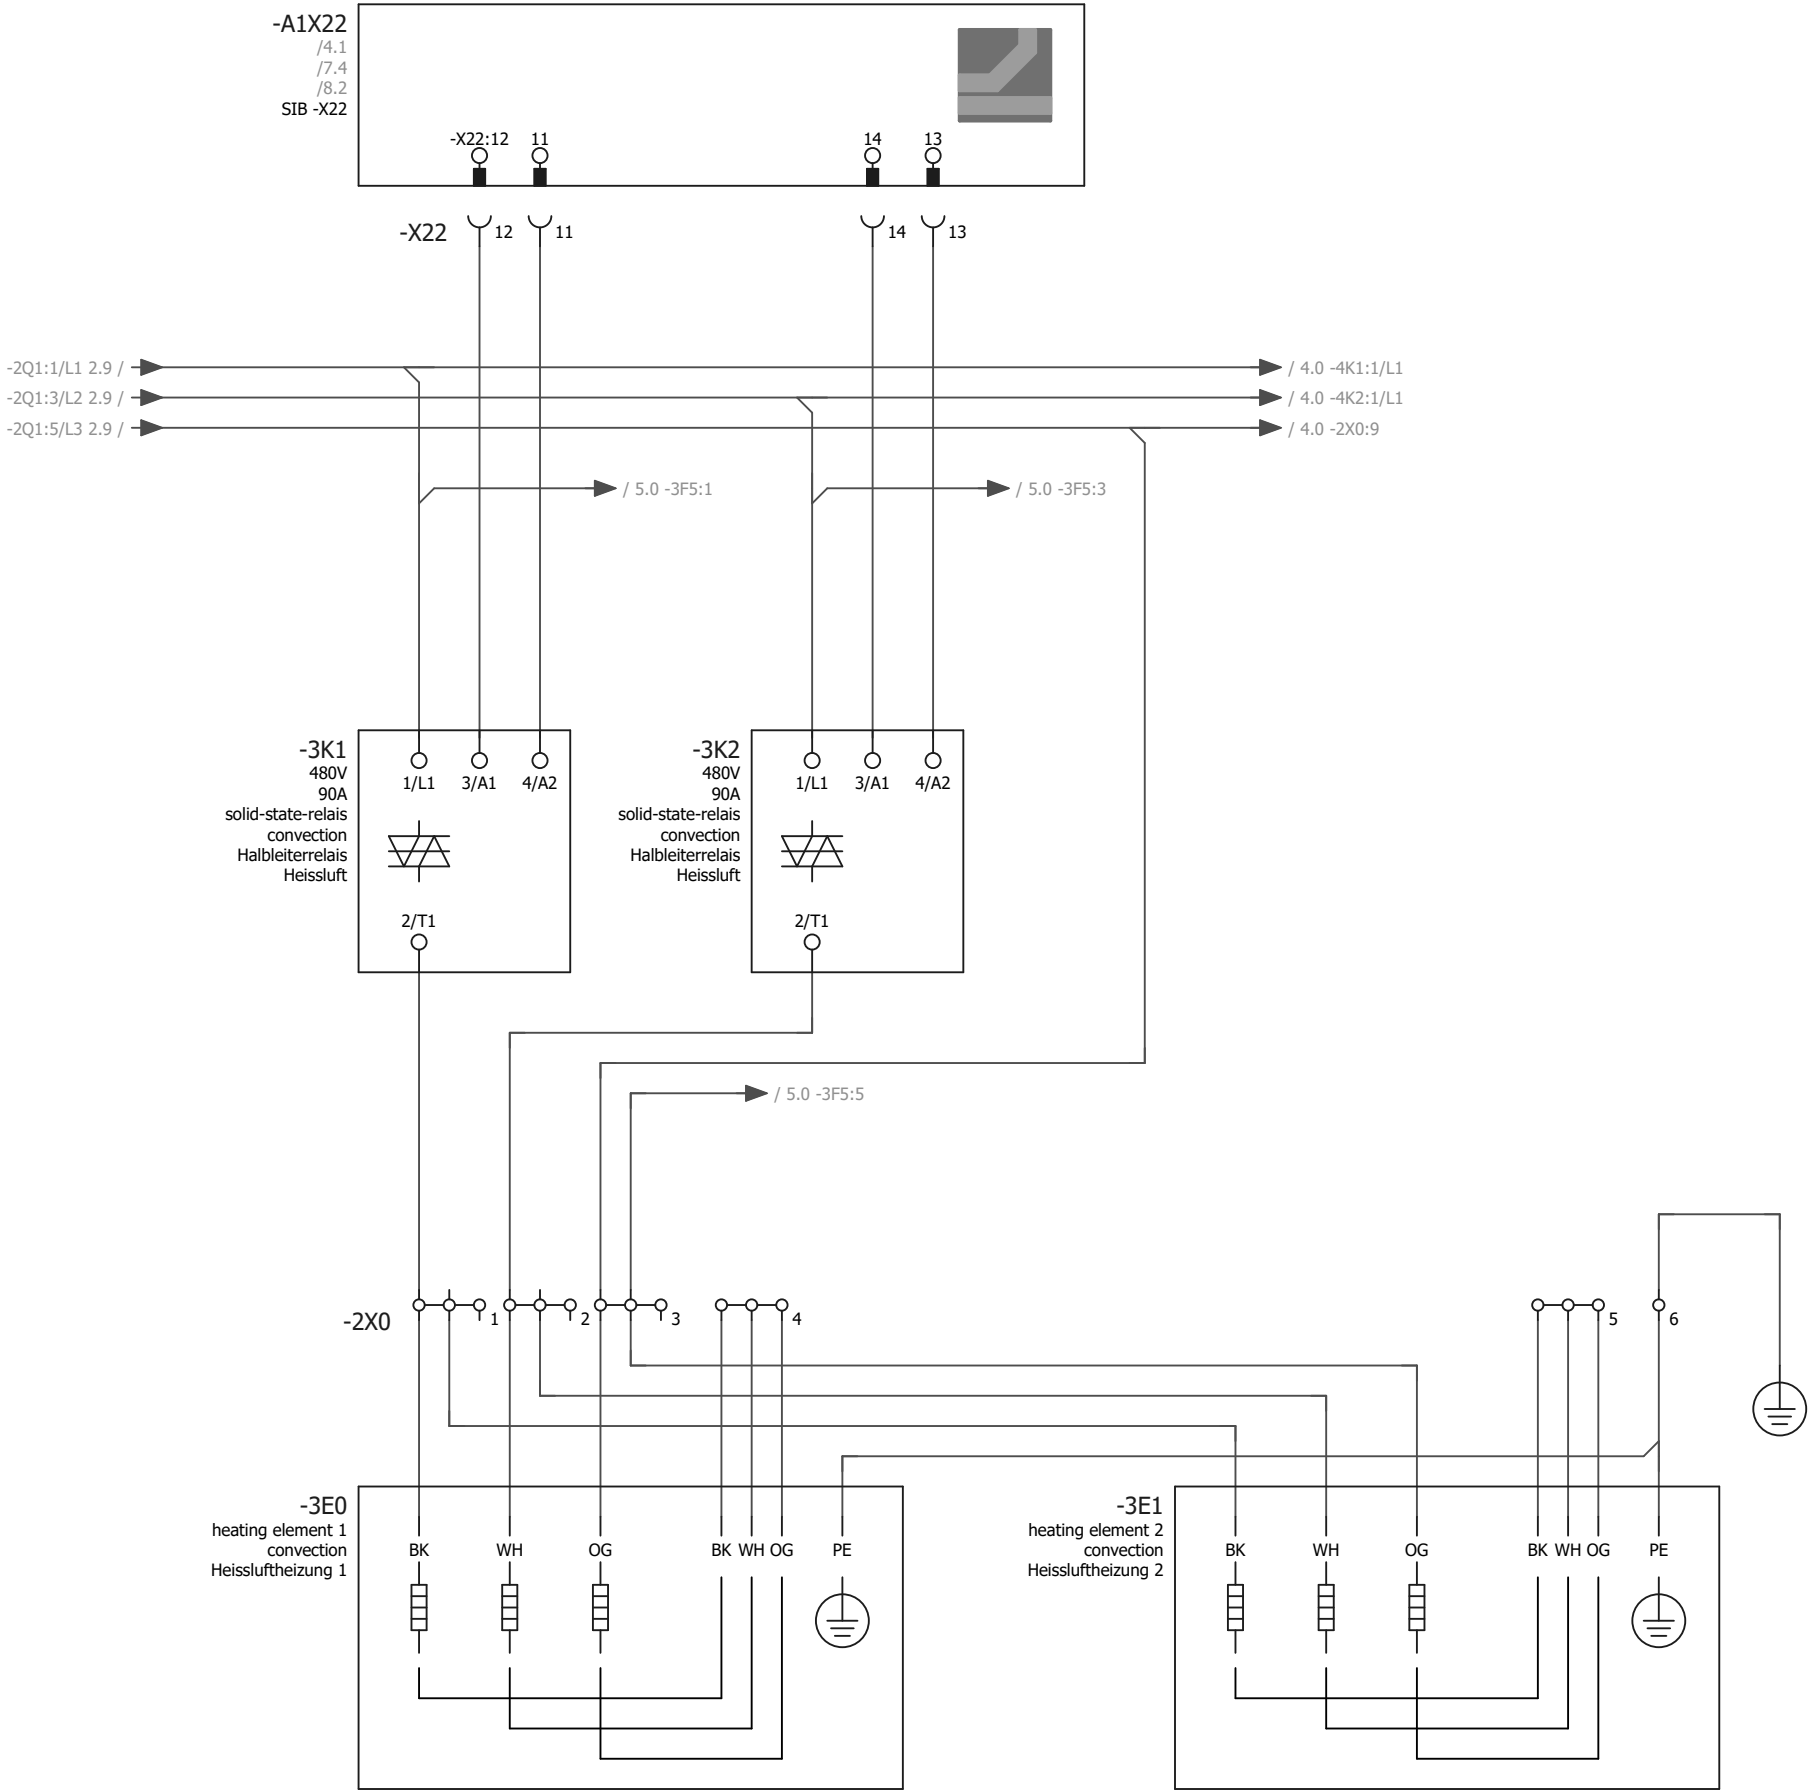 -A1X22
/4.1
/7.4
/8.2
SIB -X22
-X22:12 11 14 13
-X22 12 11 14 13
-2Q1:1/L1 2.9 / / 4.0 -4K1:1/L1
-2Q1:3/L2 2.9 / / 4.0 -4K2:1/L1
-2Q1:5/L3 2.9 / / 4.0 -2X0:9
/ 5.0 -3F5:1 / 5.0 -3F5:3
-3K1
480V
90A
solid-state-relais
convection
Halbleiterrelais
Heissluft
1/L1 3/A1 4/A2
2/T1
-3K2
480V
90A
solid-state-relais
convection
Halbleiterrelais
Heissluft
1/L1 3/A1 4/A2
2/T1
/ 5.0 -3F5:5
-2X0 1 2 3 4 5 6
-3E0
heating element 1
convection
Heissluftheizung 1
BK WH OG BK WH OG PE
-3E1
heating element 2
convection
Heissluftheizung 2
BK WH OG BK WH OG PE